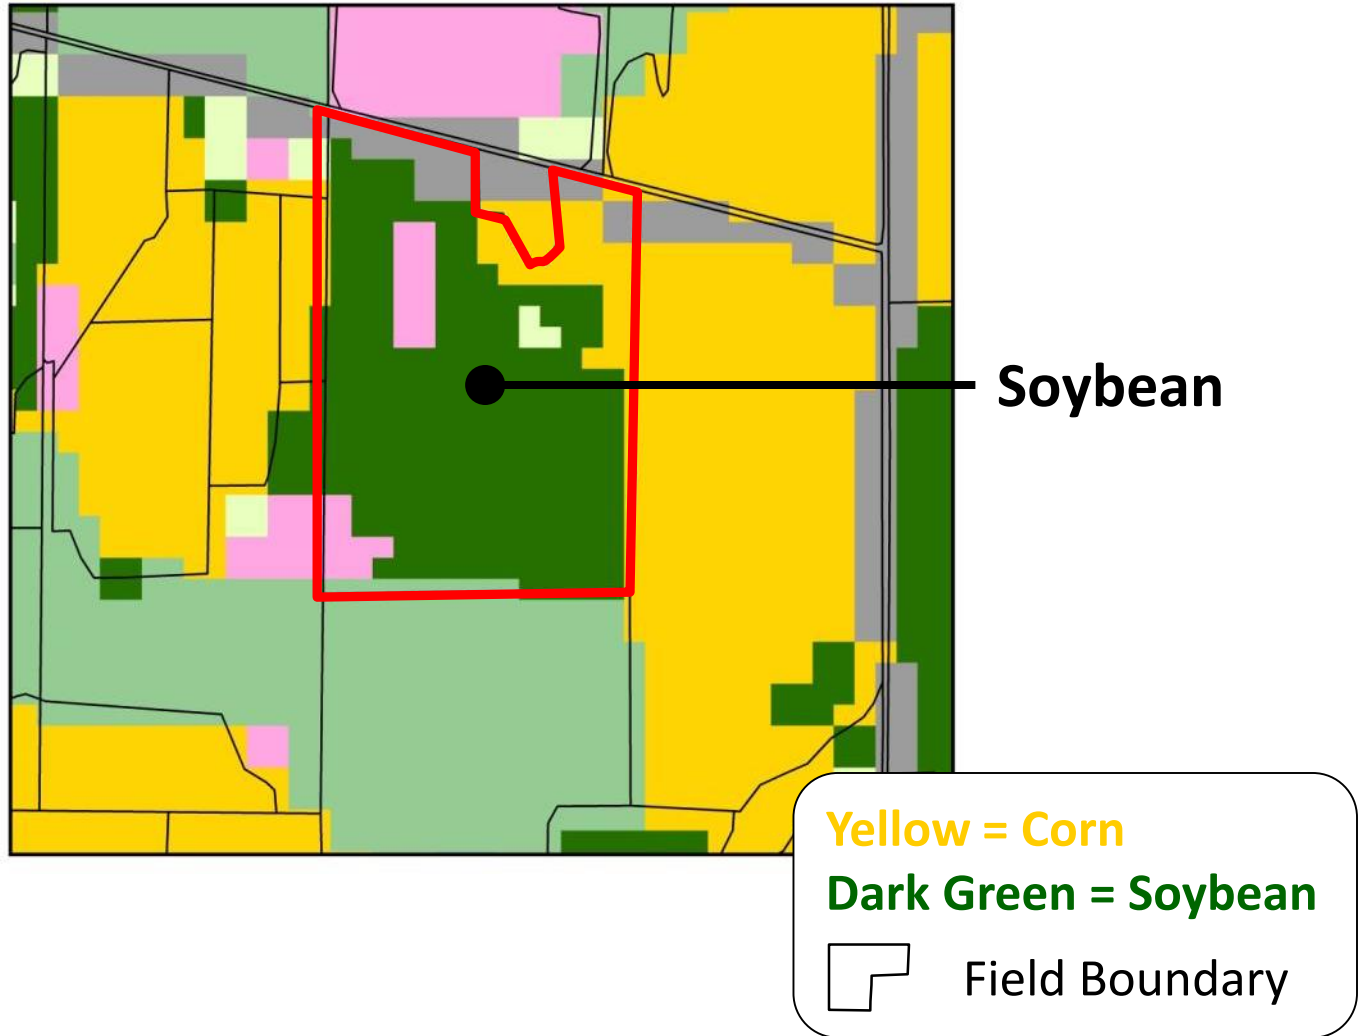 Soybean
Yellow = Corn
Dark Green = Soybean
Field Boundary